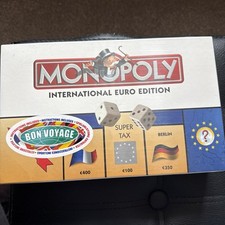 MONOPOLY
INTERNATIONAL EURO EDITION
BON VOYAGE
SUPER
TAX
BERLIN
€400
€100
€350
?